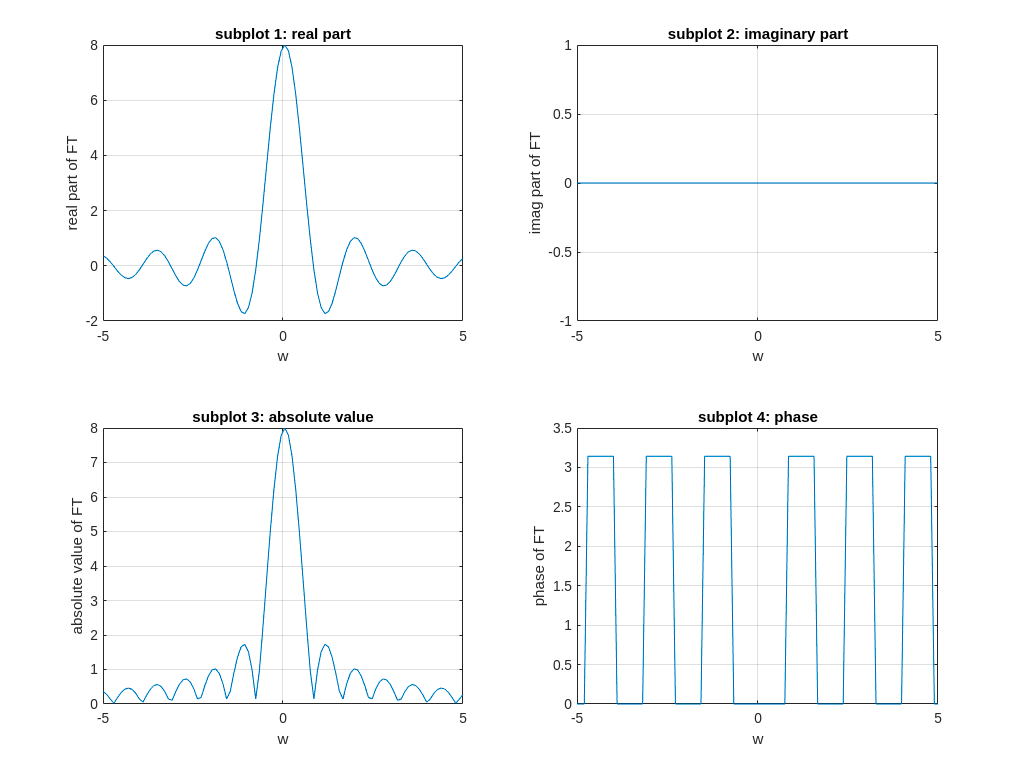 subplot 1: real part
8
6
4
2
0
-2
real part of FT
-5 0 5
w
subplot 2: imaginary part
1
0.5
0
-0.5
-1
imag part of FT
-5 0 5
w
subplot 3: absolute value
8
7
6
5
4
3
2
1
0
absolute value of FT
-5 0 5
w
subplot 4: phase
3.5
3
2.5
2
1.5
1
0.5
0
phase of FT
-5 0 5
w